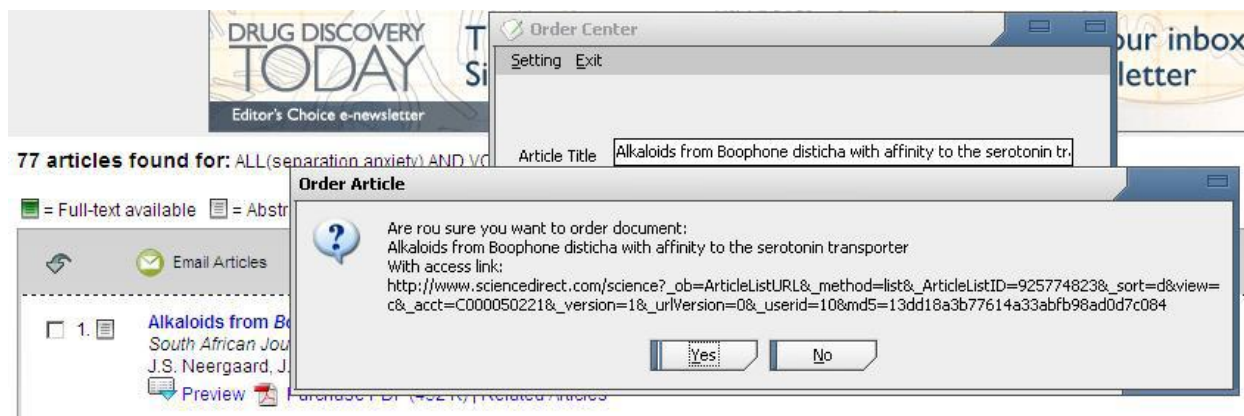 DRUG DISCOVERY
TODAY
Editor's Choice e-newsletter
T
Si
our inbox
letter
Order Center
Setting Exit
Article Title Alkaloids from Boophone disticha with affinity to the serotonin tr
77 articles found for: ALL(separation anxiety) AND
= Full-text available = Abstr
Email Articles
1. Alkaloids from Bo
South African Jou
J.S. Neergaard, J.
Preview Purchase PDF (492 K) | Related Articles
Order Article
Are rou sure you want to order document:
Alkaloids from Boophone disticha with affinity to the serotonin transporter
With access link:
http://www.sciencedirect.com/science?_ob=ArticleListURL&_method=list&_ArticleListID=925774823&_sort=d&view=
c&_acct=C000050221&_version=1&_urlVersion=0&_userid=10&md5=13dd18a3b77614a33abfb98ad0d7c084
Yes No